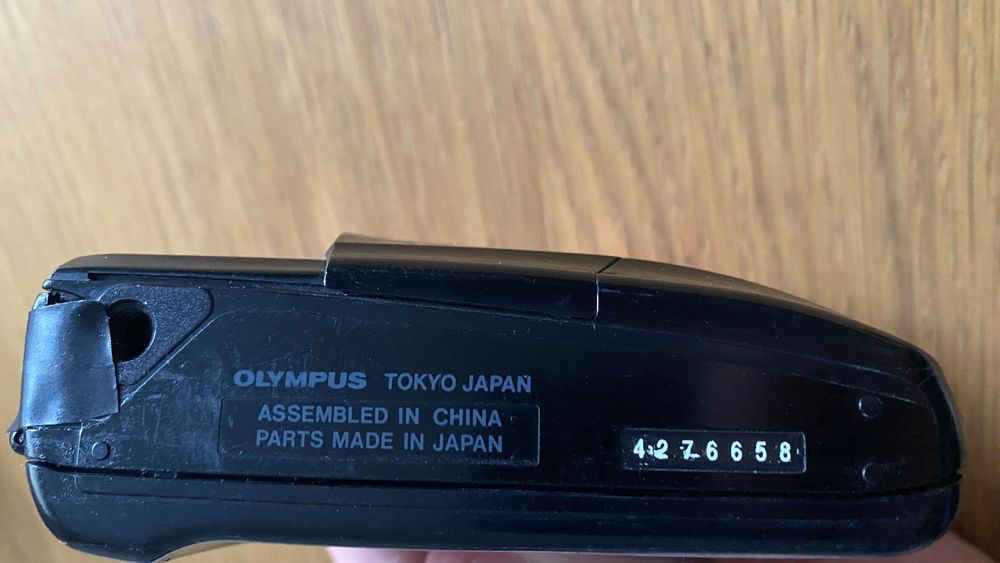 OLYMPUS TOKYO JAPAN
ASSEMBLED IN CHINA
PARTS MADE IN JAPAN
4276658